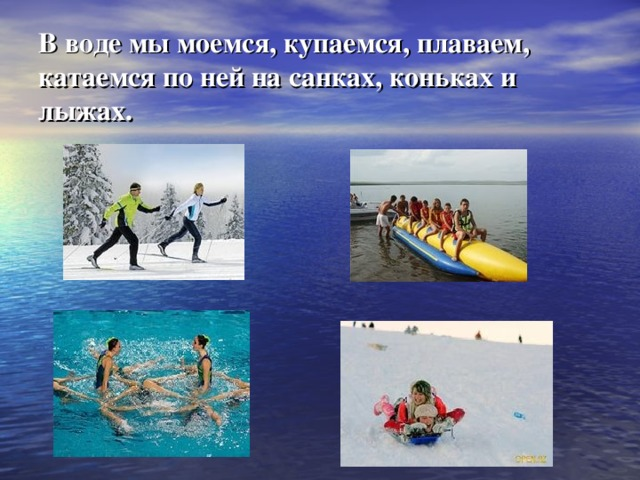 В воде мы моемся, купаемся, плаваем,
катаемся по ней на санках, коньках и
лыжах.